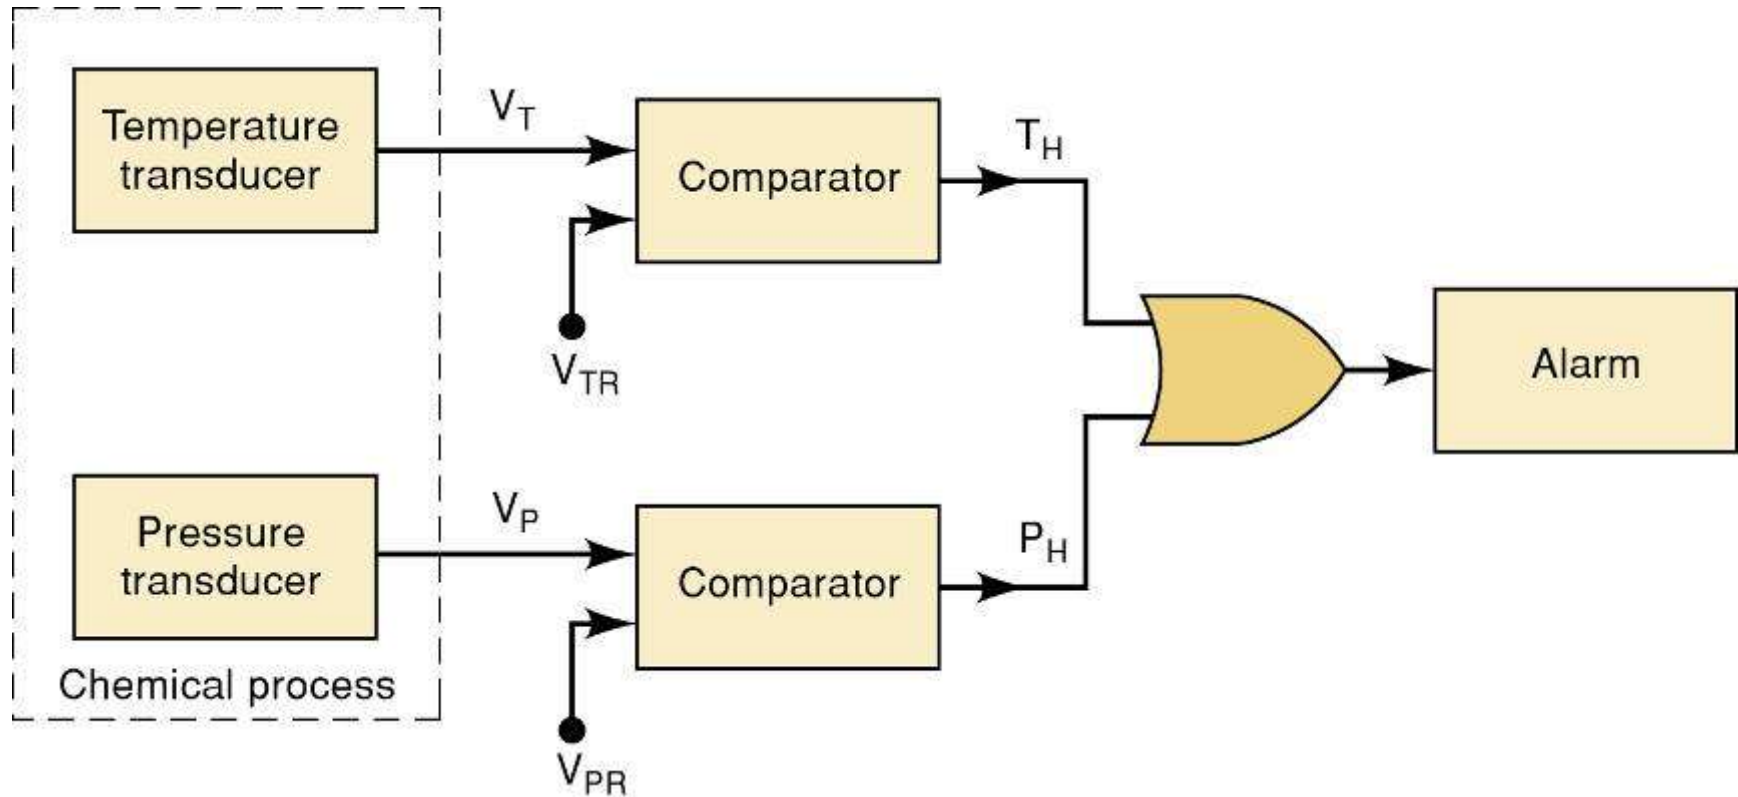 Temperature
transducer
V_T
Comparator
T_H
V_TR
Alarm
Pressure
transducer
V_P
Comparator
P_H
Chemical process
V_PR